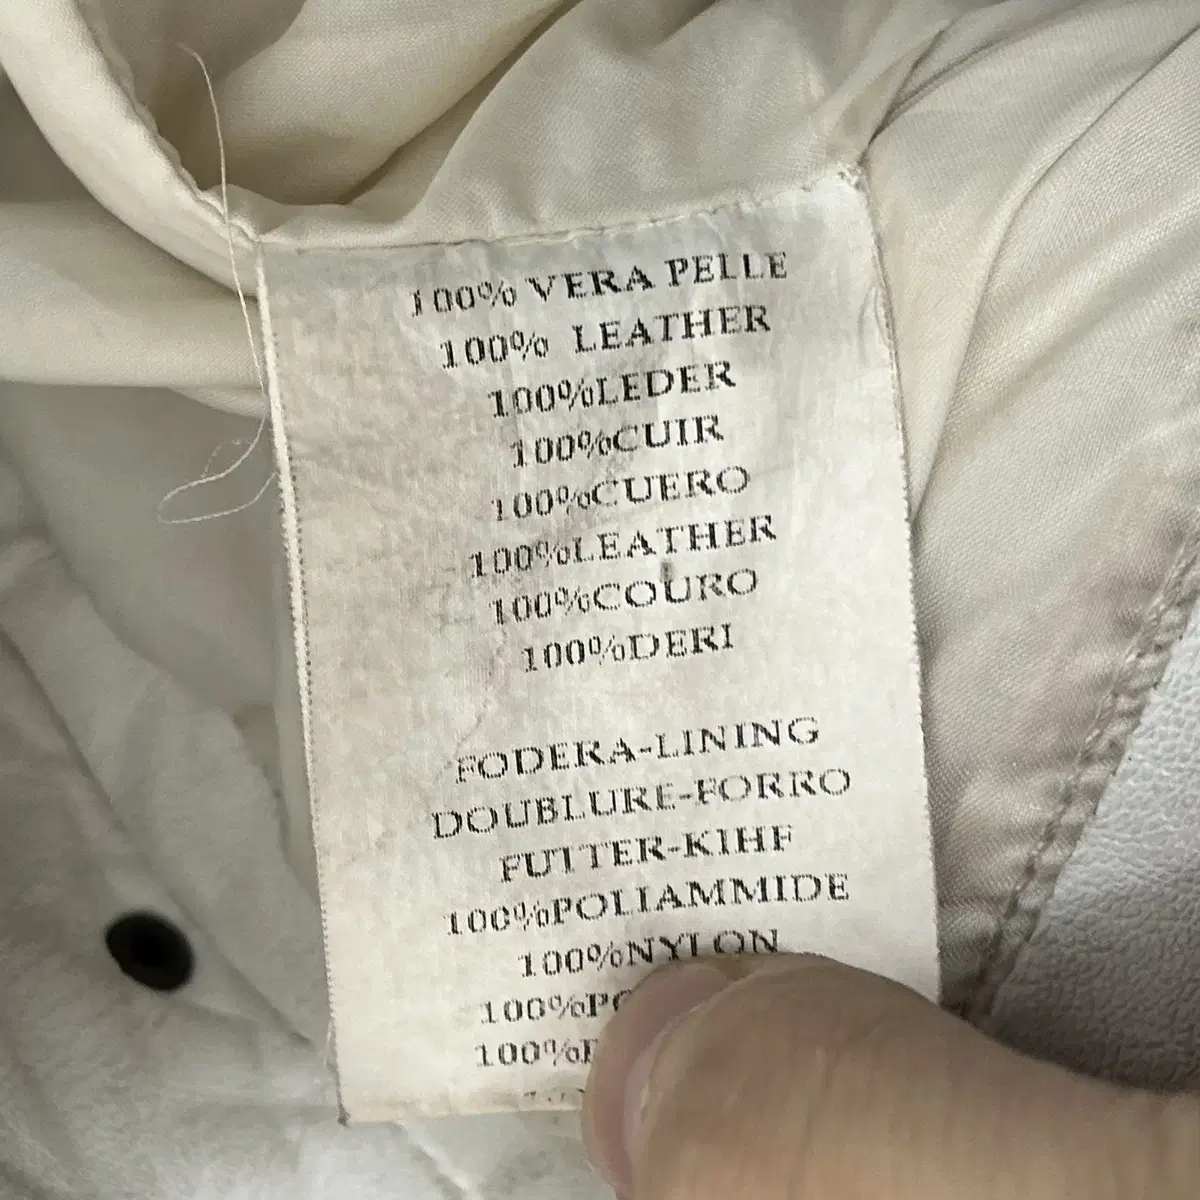 100% VERA PELLE
100% LEATHER
100%LEDER
100%CUIR
100%CUERO
100%LEATHER
100%COURO
100%DERI
FODERA-LINING
DOUBLURE-FORRO
FUTTER-KIHF
100%POLIAMMIDE
100%NYLON